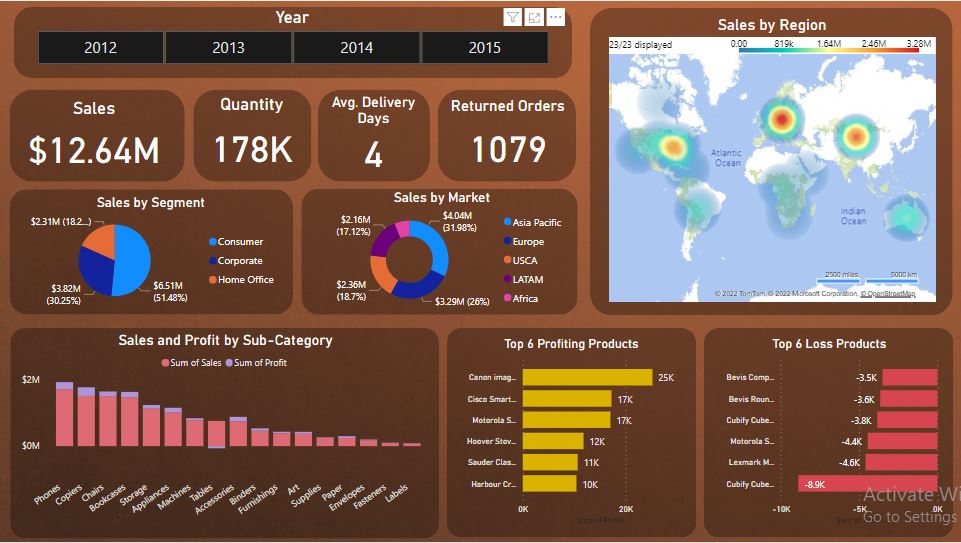 Year
2012
2013
2014
2015
Sales
$12.64M
Quantity
178K
Avg. Delivery
Days
4
Returned Orders
1079
Sales by Region
23/23 displayed
0.00
819k
1.64M
2.46M
3.28M
Atlantic
Ocean
Indian
Ocean
2500 miles
5000 km
© 2022 TomTom, © 2022 Microsoft Corporation, © OpenStreetMap
Sales by Segment
$2.31M (18.2...)
$3.82M
(30.25%)
$6.51M
(51.48%)
Consumer
Corporate
Home Office
Sales by Market
$2.16M
(17.12%)
$4.04M
(31.98%)
$2.36M
(18.7%)
$3.29M (26%)
Asia Pacific
Europe
USCA
LATAM
Africa
Sales and Profit by Sub-Category
Sum of Sales
Sum of Profit
$2M
$0M
Phones
Copiers
Chairs
Bookcases
Storage
Appliances
Machines
Tables
Accessories
Binders
Furnishings
Art
Supplies
Paper
Envelopes
Fasteners
Labels
Top 6 Profiting Products
Canon imag...
25K
Cisco Smart...
17K
Motorola S...
17K
Hoover Stov...
12K
Sauder Clas...
11K
Harbour Cr...
10K
0K
20K
Sum of Profit
Top 6 Loss Products
Bevis Comp...
-3.5K
Bevis Roun...
-3.6K
Cubify Cube...
-3.8K
Motorola S...
-4.4K
Lexmark M...
-4.6K
Cubify Cube...
-8.9K
-10K
-5K
0K
Activate Wi
Go to Settings